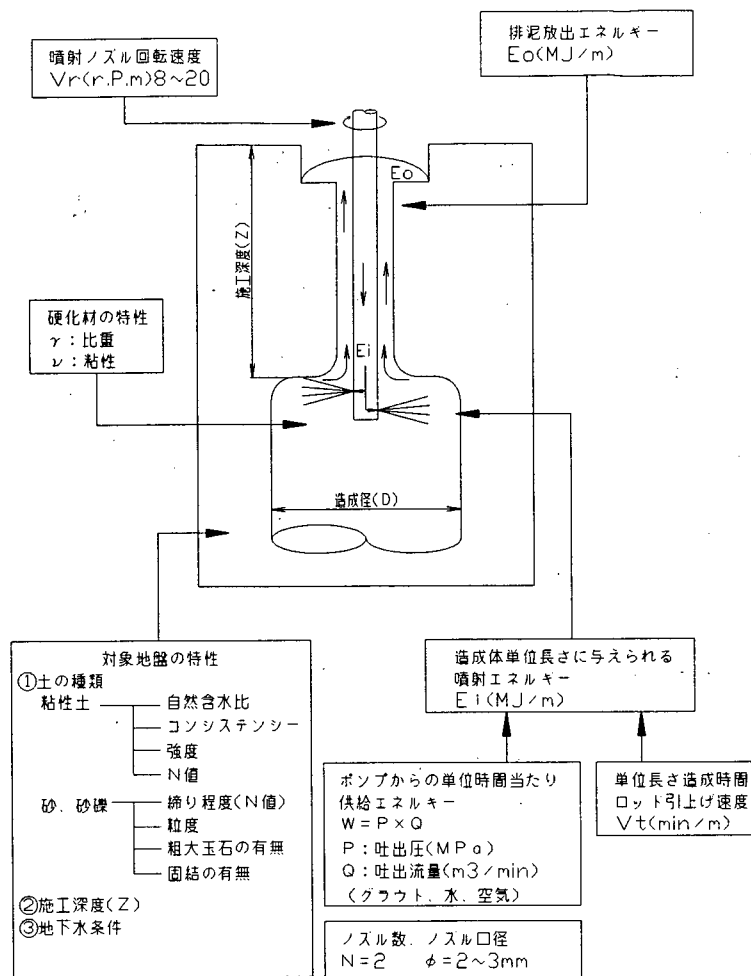 噴射ノズル回転速度
Vr(r.P.m)8~20
排泥放出エネルギー
Eo(MJ/m)
Eo
施工深度(Z)
硬化材の特性
γ：比重
ν：粘性
Ei
造成径(D)
対象地盤の特性
①土の種類
粘性土
自然含水比
コンシステンシー
強度
N値
砂、砂礫
締り程度(N値)
粒度
粗大玉石の有無
固結の有無
②施工深度(Z)
③地下水条件
造成体単位長さに与えられる
噴射エネルギー
Ei(MJ/m)
ポンプからの単位時間当たり
供給エネルキー
W=P×Q
P：吐出圧(MPa)
Q：吐出流量(m3/min)
(グラウト、水、空気)
単位長さ造成時間
ロッド引上げ速度
Vt(min/m)
ノズル数、ノズル口径
N=2 φ=2~3mm